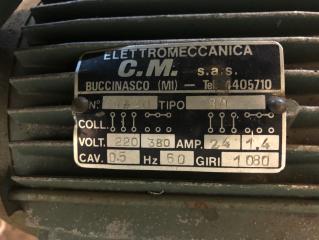 ELETTROMECCANICA
C.M. s.a.s.
BUCCINASCO (MI) - Tel. 4405710
N° TIPO
COLL.
VOLT. 220 380 AMP. 2,4 1,4
CAV. 0,5 Hz 60 GIRI 1080